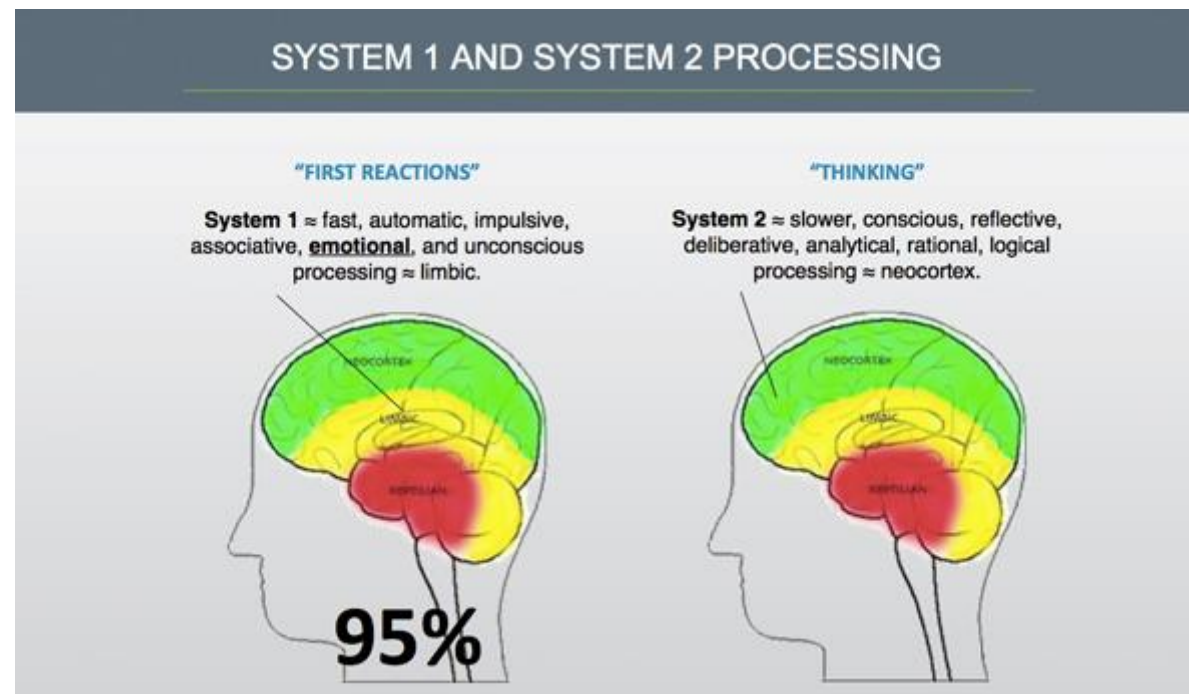 SYSTEM 1 AND SYSTEM 2 PROCESSING
“FIRST REACTIONS”
System 1 ≈ fast, automatic, impulsive,
associative, emotional, and unconscious
processing ≈ limbic.
NEOCORTEX
LIMBIC
REPTILIAN
95%
“THINKING”
System 2 ≈ slower, conscious, reflective,
deliberative, analytical, rational, logical
processing ≈ neocortex.
NEOCORTEX
LIMBIC
REPTILIAN